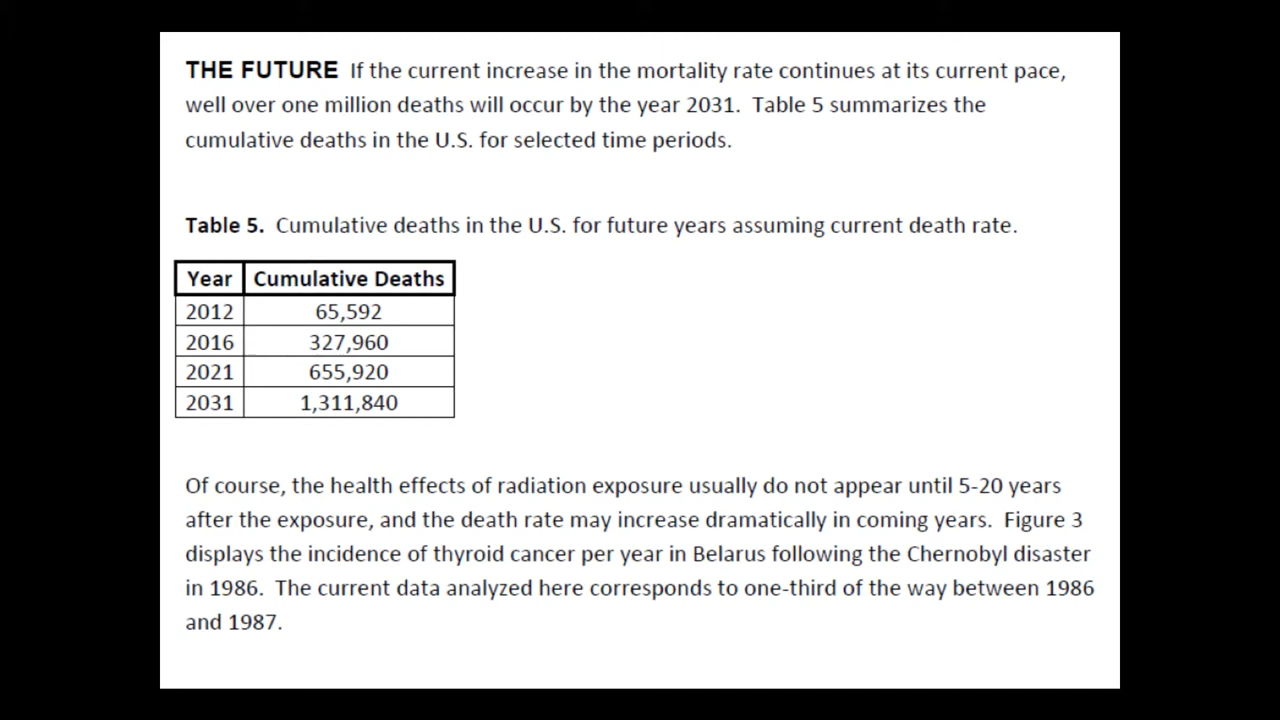 THE FUTURE If the current increase in the mortality rate continues at its current pace,
well over one million deaths will occur by the year 2031. Table 5 summarizes the
cumulative deaths in the U.S. for selected time periods.
Table 5. Cumulative deaths in the U.S. for future years assuming current death rate.
Year Cumulative Deaths
2012 65,592
2016 327,960
2021 655,920
2031 1,311,840
Of course, the health effects of radiation exposure usually do not appear until 5-20 years
after the exposure, and the death rate may increase dramatically in coming years. Figure 3
displays the incidence of thyroid cancer per year in Belarus following the Chernobyl disaster
in 1986. The current data analyzed here corresponds to one-third of the way between 1986
and 1987.